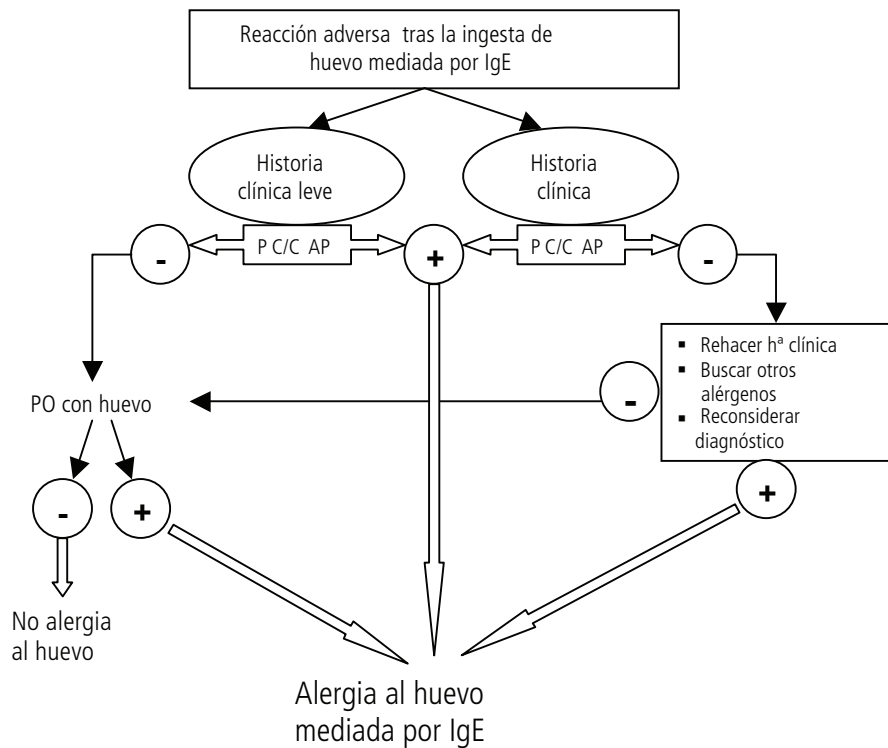 Reacción adversa tras la ingesta de
huevo mediada por IgE
Historia
clínica leve
Historia
clínica
-
P C/C AP
+
P C/C AP
-
▪ Rehacer hª clínica
▪ Buscar otros
alérgenos
▪ Reconsiderar
diagnóstico
-
PO con huevo
-
+
+
No alergia
al huevo
Alergia al huevo
mediada por IgE